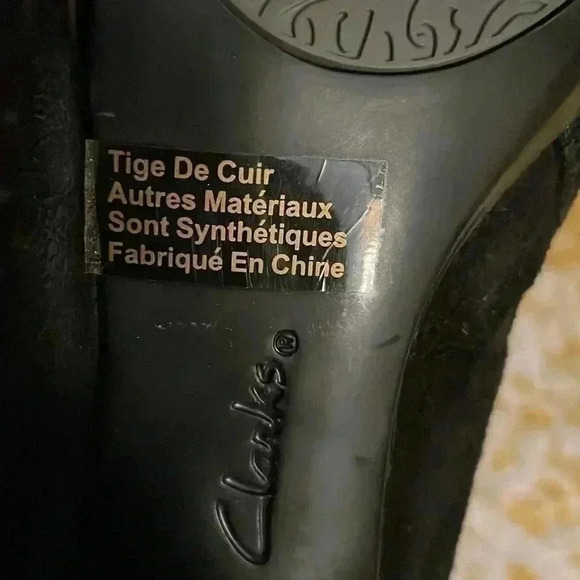 Tige De Cuir
Autres Matériaux
Sont Synthétiques
Fabriqué En Chine
Clarks®